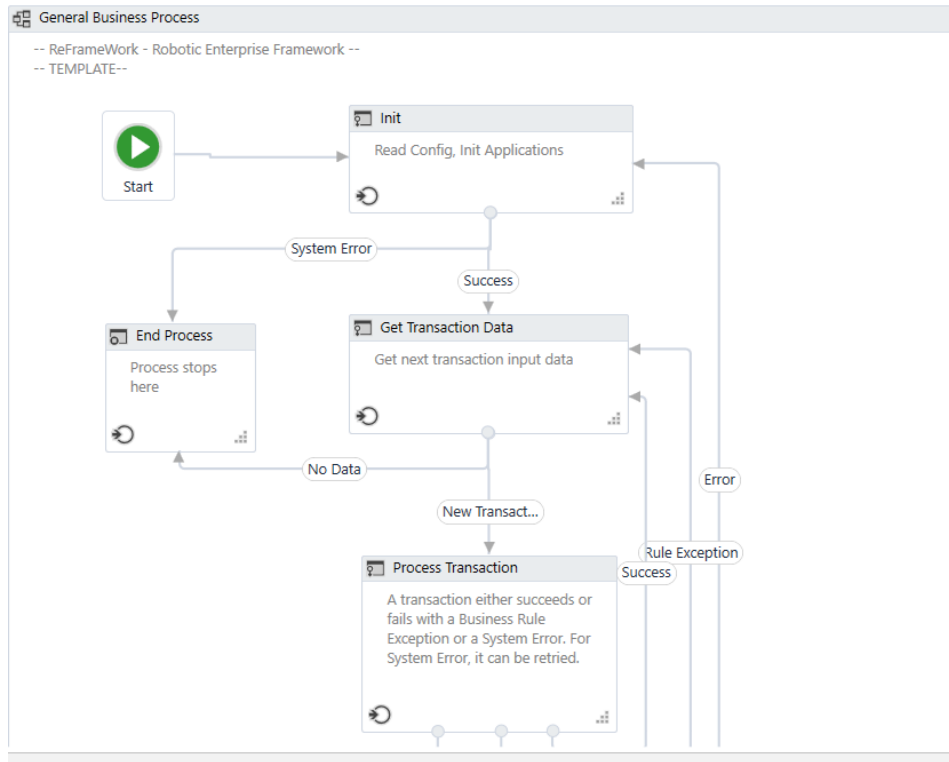 General Business Process
-- ReFrameWork - Robotic Enterprise Framework --
-- TEMPLATE--
Start
Init
Read Config, Init Applications
System Error
Success
End Process
Process stops
here
Get Transaction Data
Get next transaction input data
No Data
New Transact...
Error
Rule Exception
Success
Process Transaction
A transaction either succeeds or
fails with a Business Rule
Exception or a System Error. For
System Error, it can be retried.